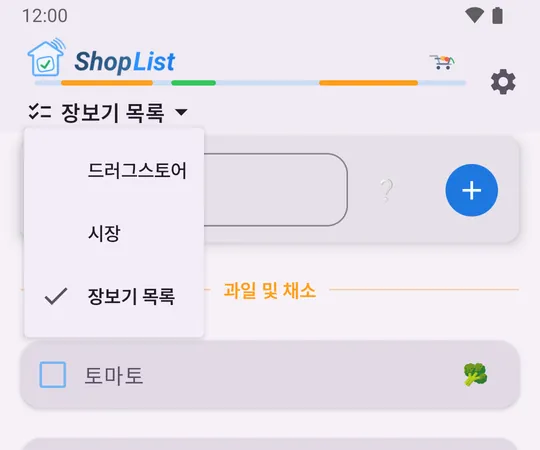 12:00
ShopList
장보기 목록
드러그스토어
시장
장보기 목록
과일 및 채소
토마토